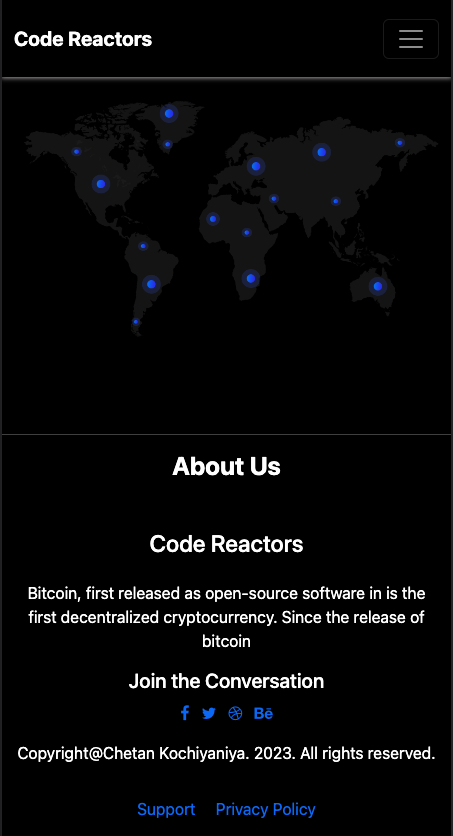 Code Reactors
About Us
Code Reactors
Bitcoin, first released as open-source software in is the
first decentralized cryptocurrency. Since the release of
bitcoin
Join the Conversation
Bē
Copyright@Chetan Kochiyaniya. 2023. All rights reserved.
Support Privacy Policy